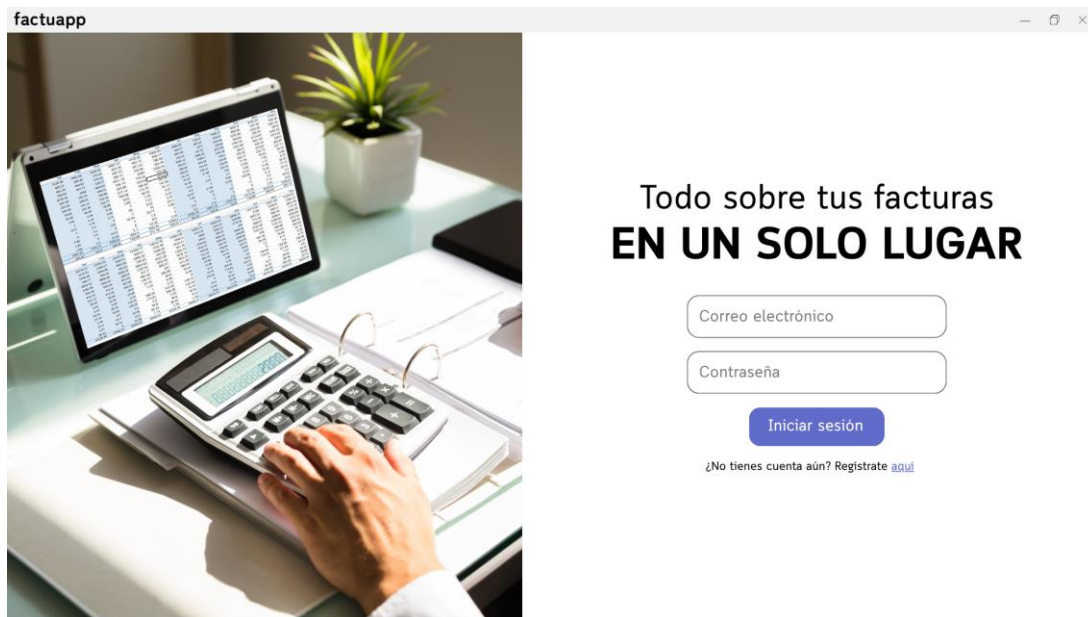 factuapp
Todo sobre tus facturas
EN UN SOLO LUGAR
Correo electrónico
Contraseña
Iniciar sesión
¿No tienes cuenta aún? Registrate aquí